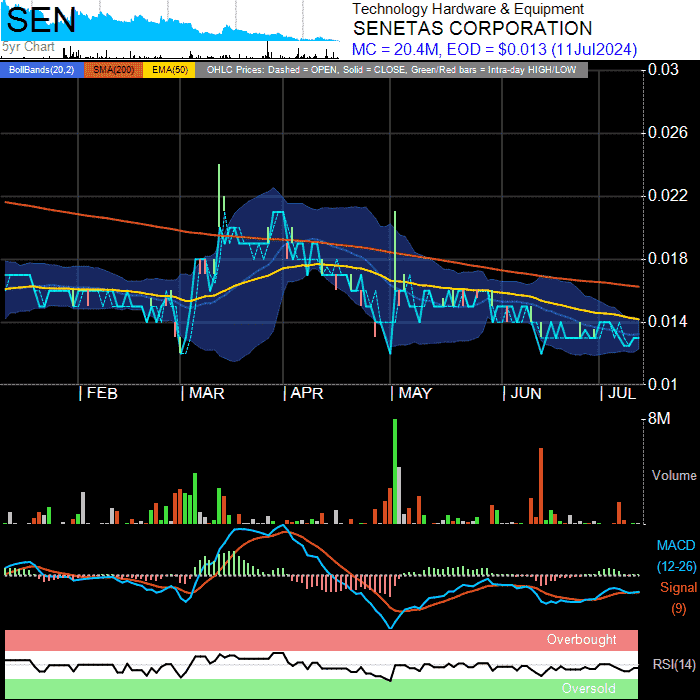 SEN
5yr Chart
Technology Hardware & Equipment
SENETAS CORPORATION
MC = 20.4M, EOD = $0.013 (11Jul2024)
BollBands(20,2) SMA(200) EMA(50) OHLC Prices: Dashed = OPEN, Solid = CLOSE, Green/Red bars = Intra-day HIGH/LOW
0.03
0.026
0.022
0.018
0.014
0.01
| FEB | MAR | APR | MAY | JUN | JUL
8M
Volume
MACD
(12-26)
Signal
(9)
Overbought
RSI(14)
Oversold